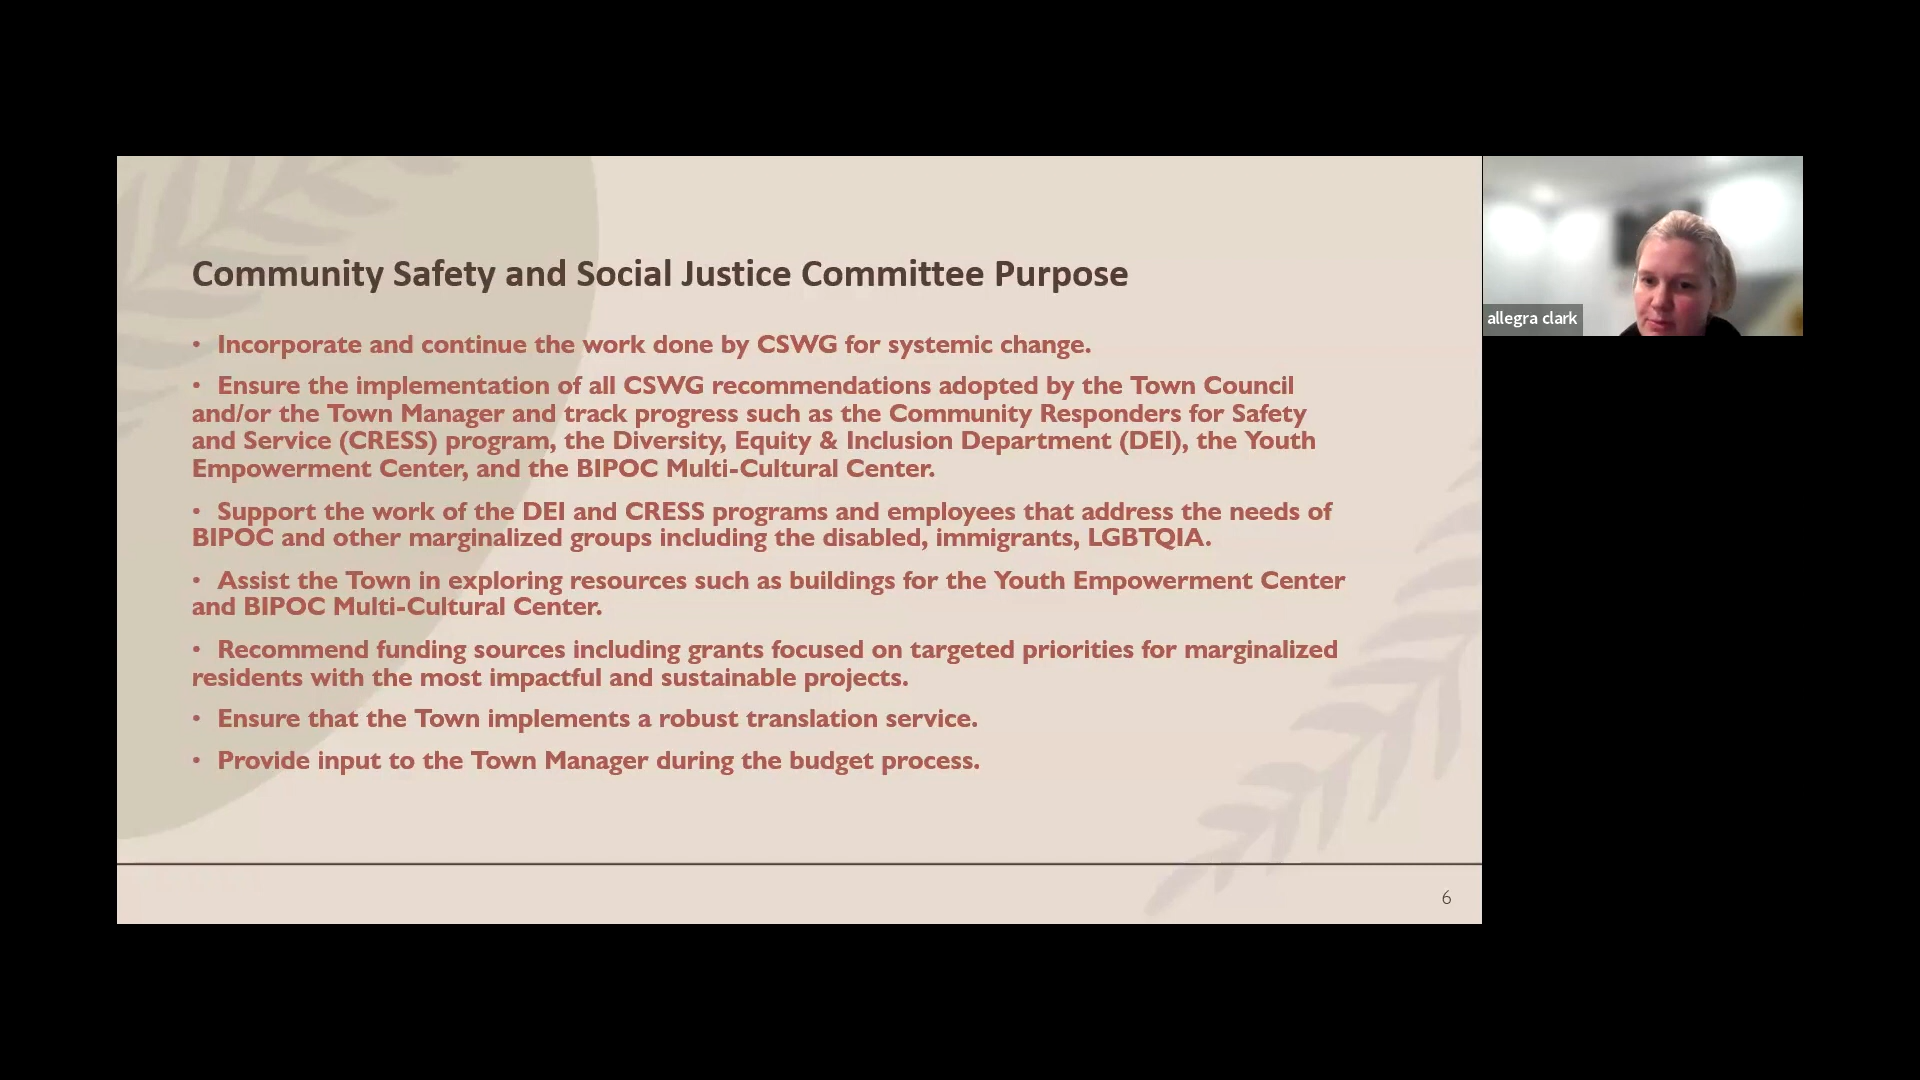 Community Safety and Social Justice Committee Purpose
• Incorporate and continue the work done by CSWG for systemic change.
• Ensure the implementation of all CSWG recommendations adopted by the Town Council
and/or the Town Manager and track progress such as the Community Responders for Safety
and Service (CRESS) program, the Diversity, Equity & Inclusion Department (DEI), the Youth
Empowerment Center, and the BIPOC Multi-Cultural Center.
• Support the work of the DEI and CRESS programs and employees that address the needs of
BIPOC and other marginalized groups including the disabled, immigrants, LGBTQIA.
• Assist the Town in exploring resources such as buildings for the Youth Empowerment Center
and BIPOC Multi-Cultural Center.
• Recommend funding sources including grants focused on targeted priorities for marginalized
residents with the most impactful and sustainable projects.
• Ensure that the Town implements a robust translation service.
• Provide input to the Town Manager during the budget process.
6
allegra clark